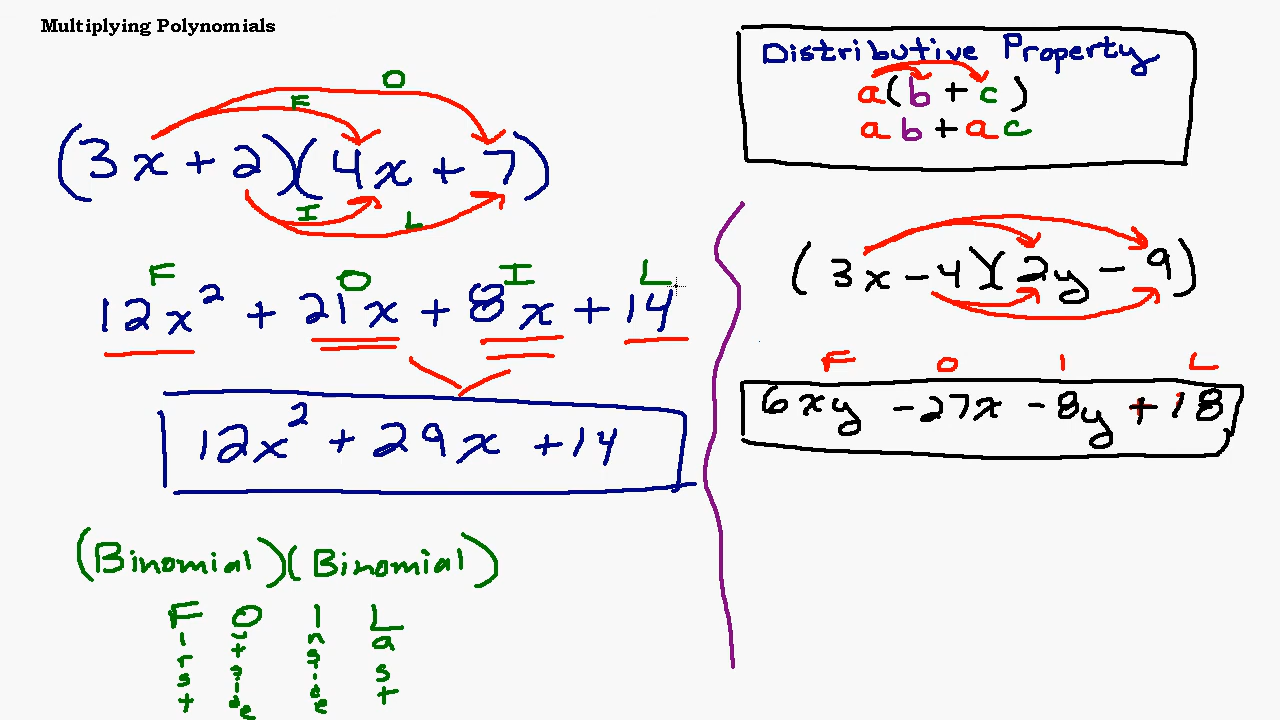 Multiplying Polynomials
O
F
(3x + 2)(4x + 7)
I
L
F O I L
12x² + 21x + 8x + 14
12x² + 29x + 14
(Binomial)(Binomial)
F O I L
First
Outside
Inside
Last
Distributive Property
a(b + c)
ab + ac
(3x - 4)(2y - 9)
F O I L
6xy - 27x - 8y + 18